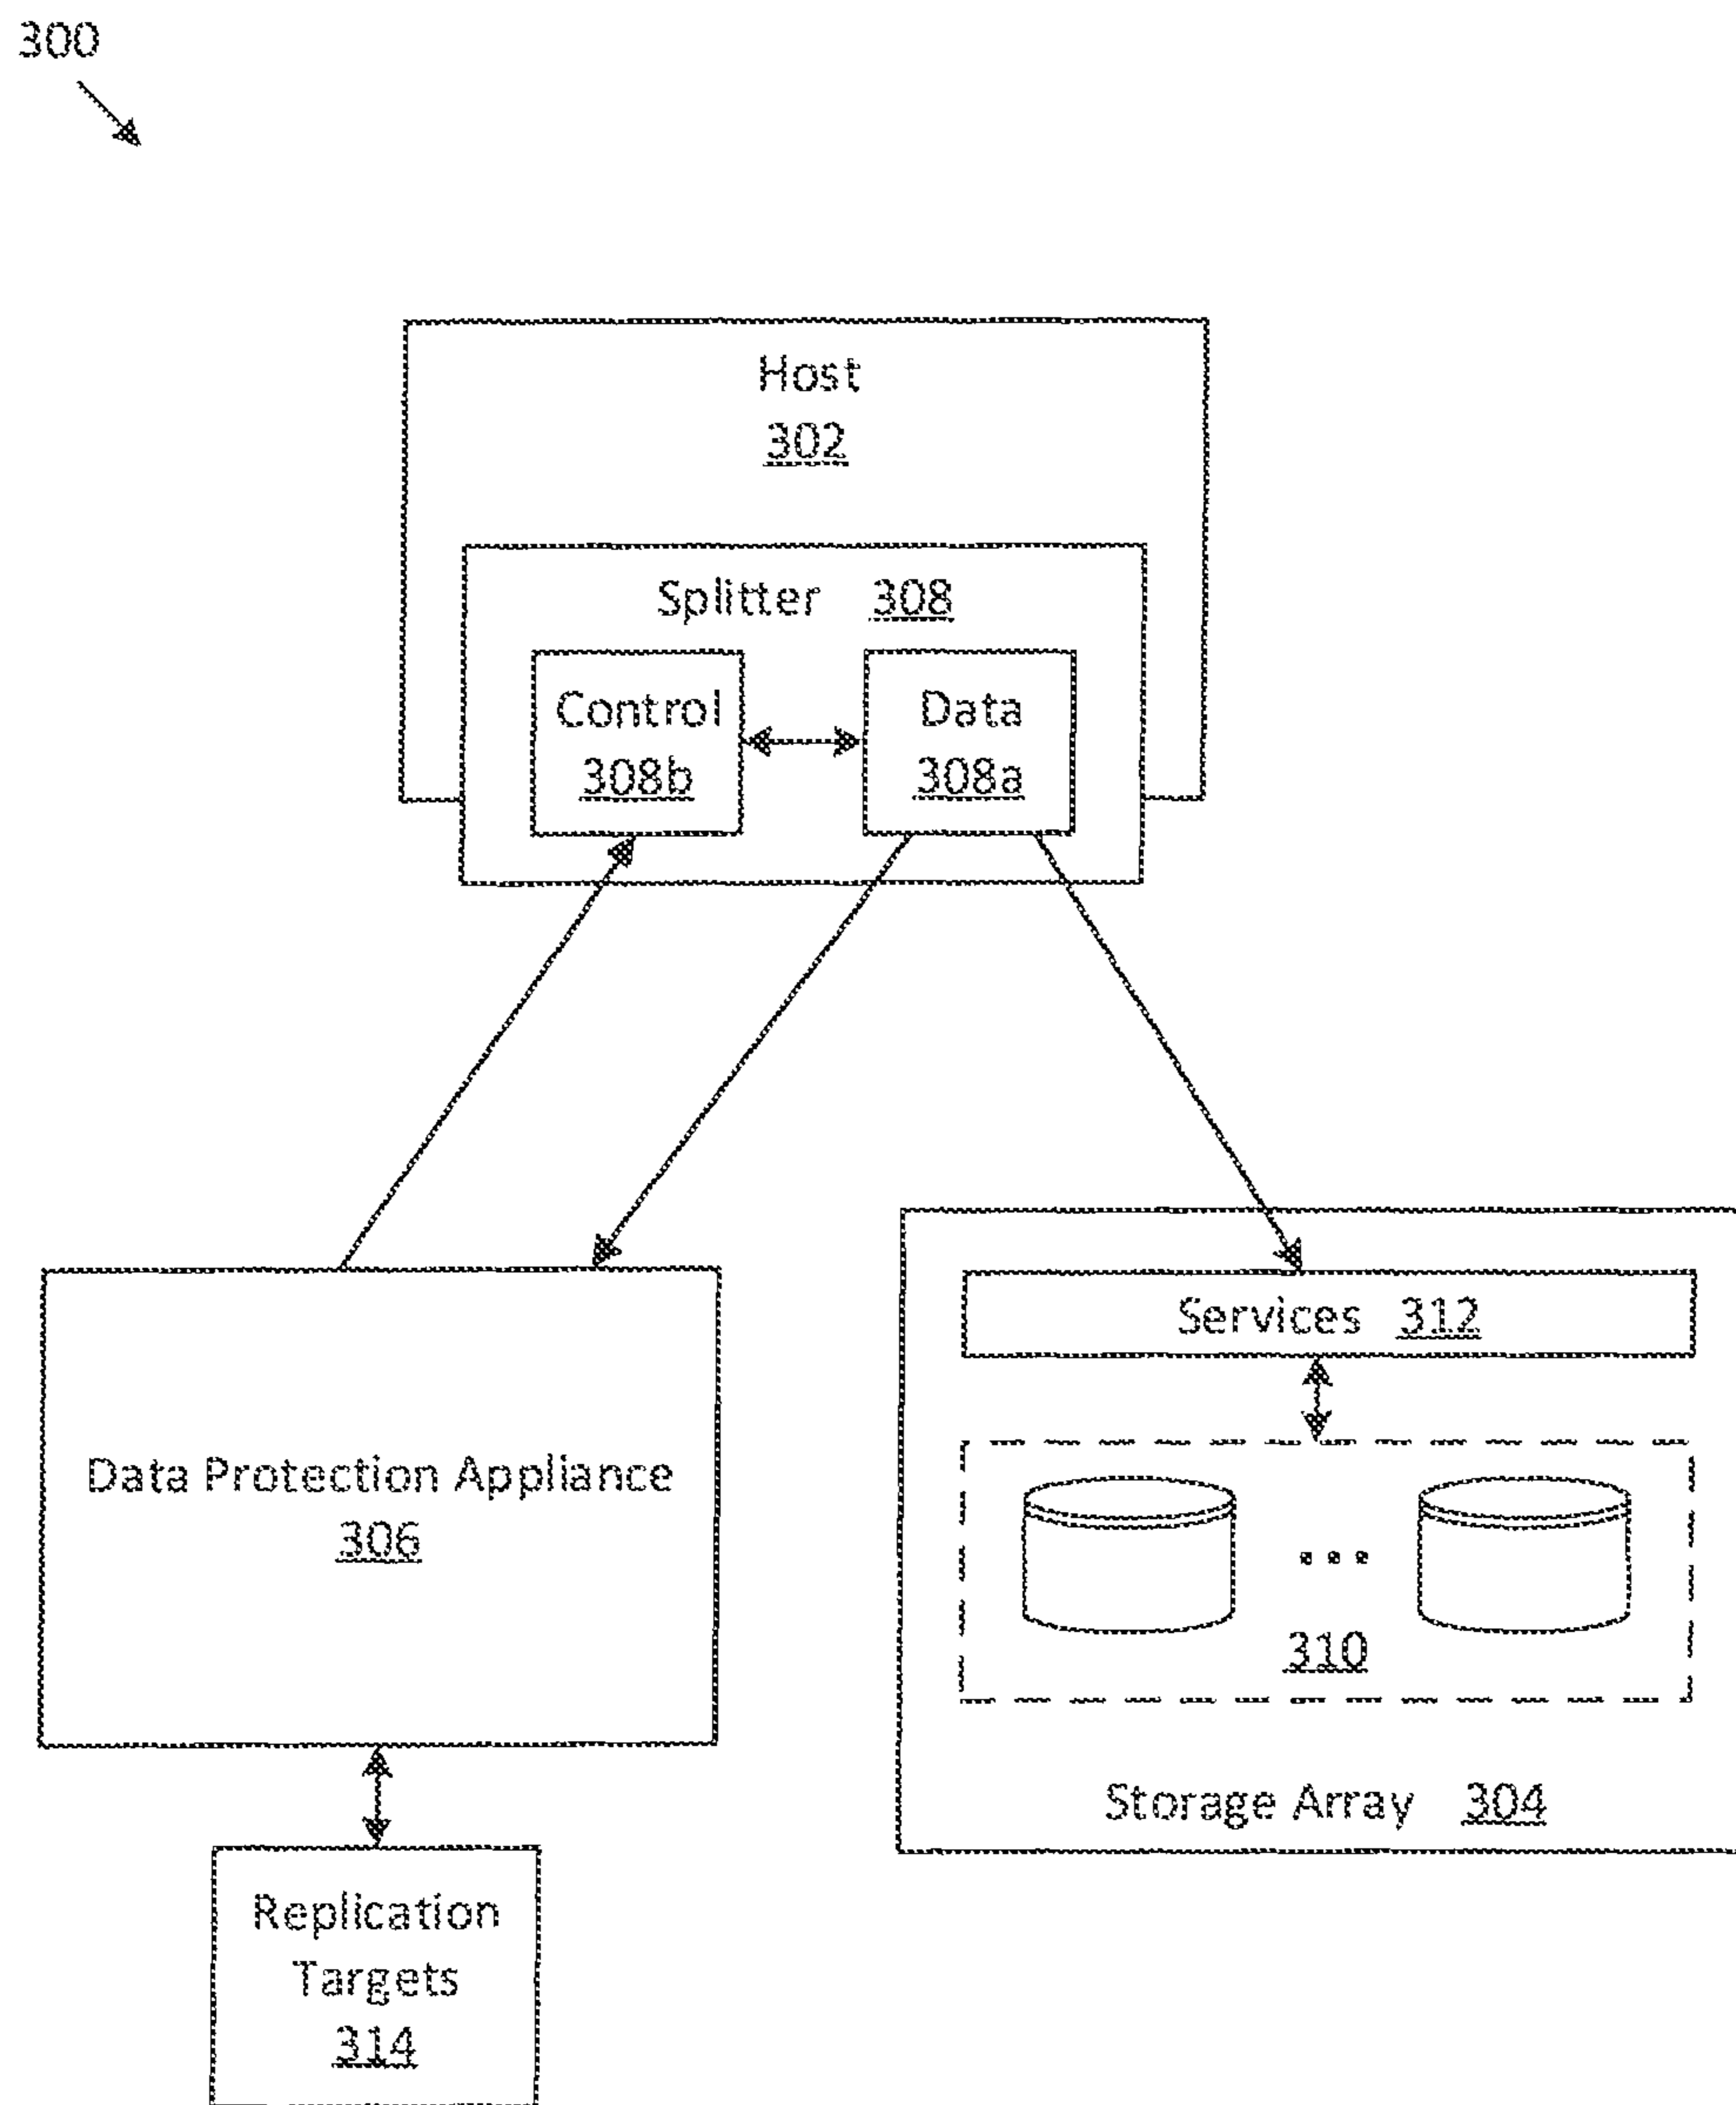 300
Host
302
Splitter 308
Control
308b
Data
308a
Services 312
310
Storage Array 304
Data Protection Appliance
306
Replication
Targets
314